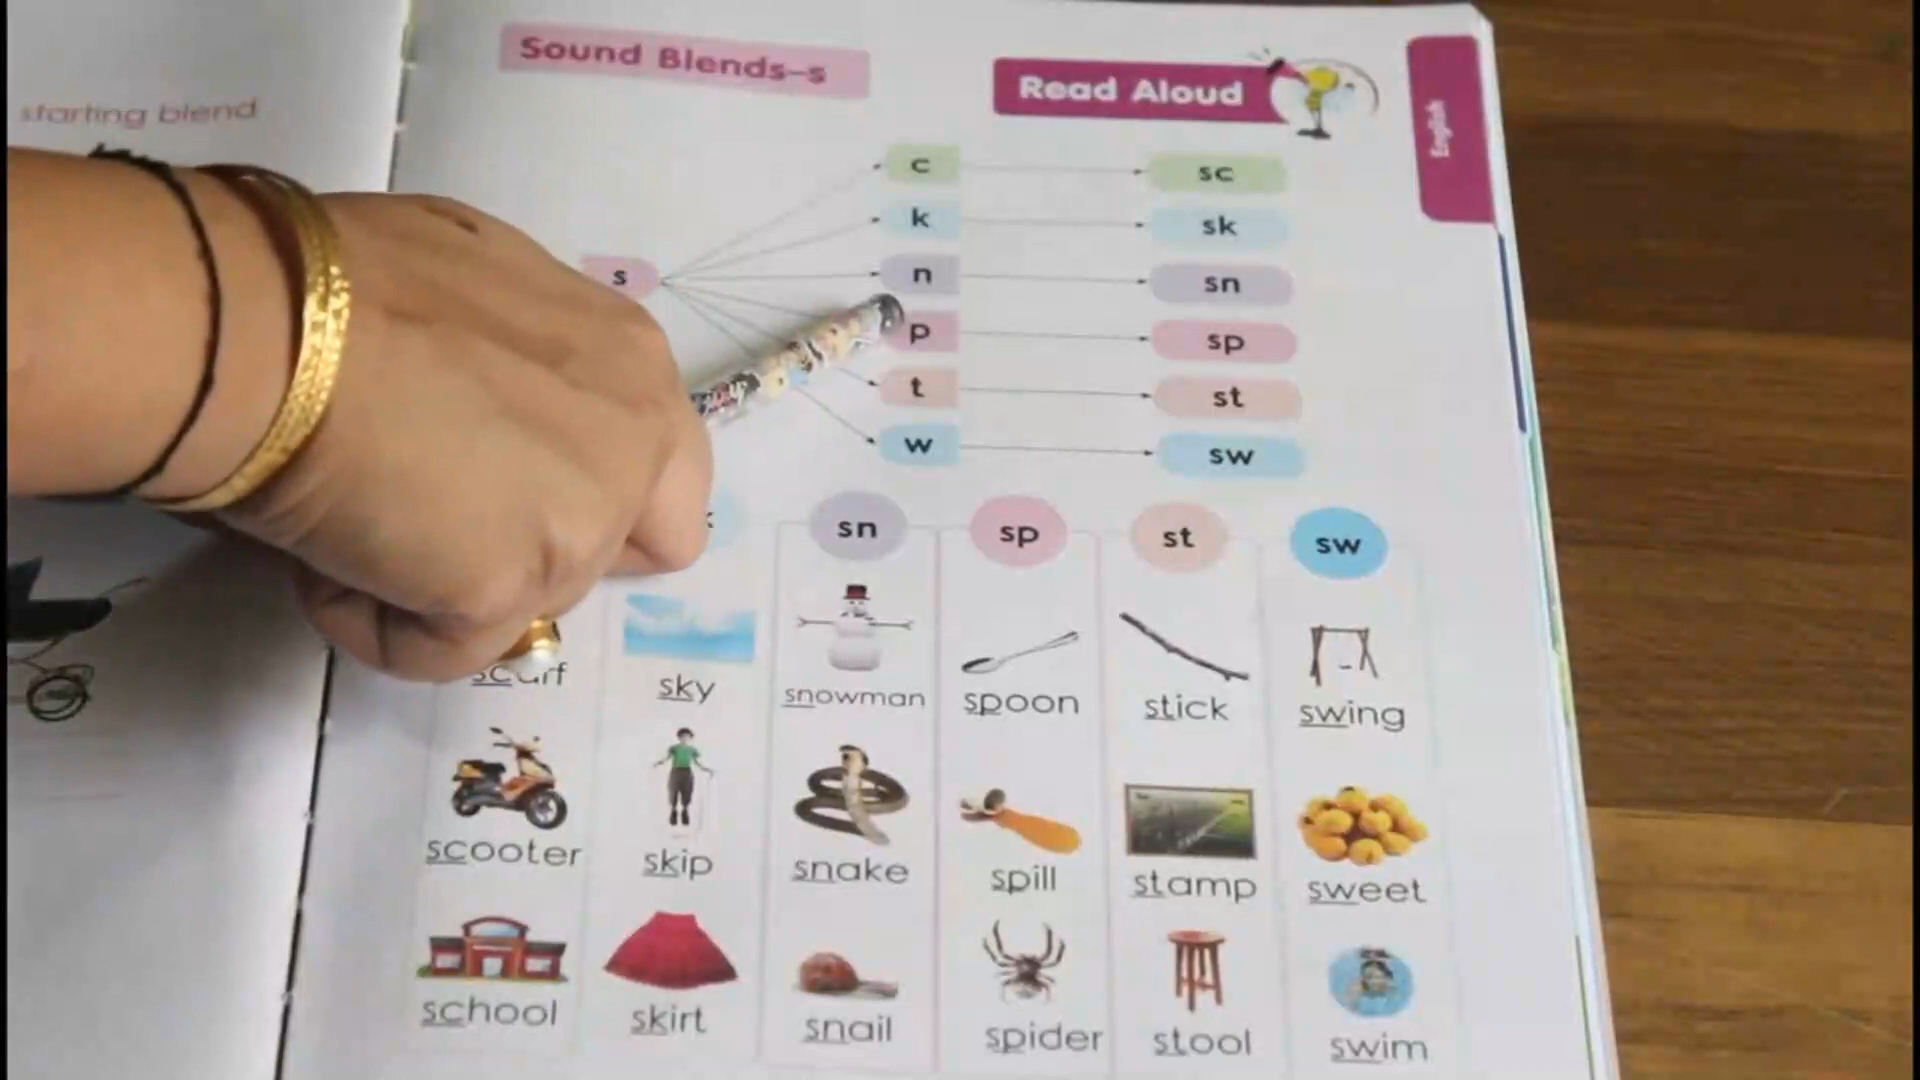 starting blend
Sound Blends-s
Read Aloud
English
s
c sc
k sk
n sn
p sp
t st
w sw
sn sp st sw
scarf sky snowman spoon stick swing
scooter skip snake spill stamp sweet
school skirt snail spider stool swim